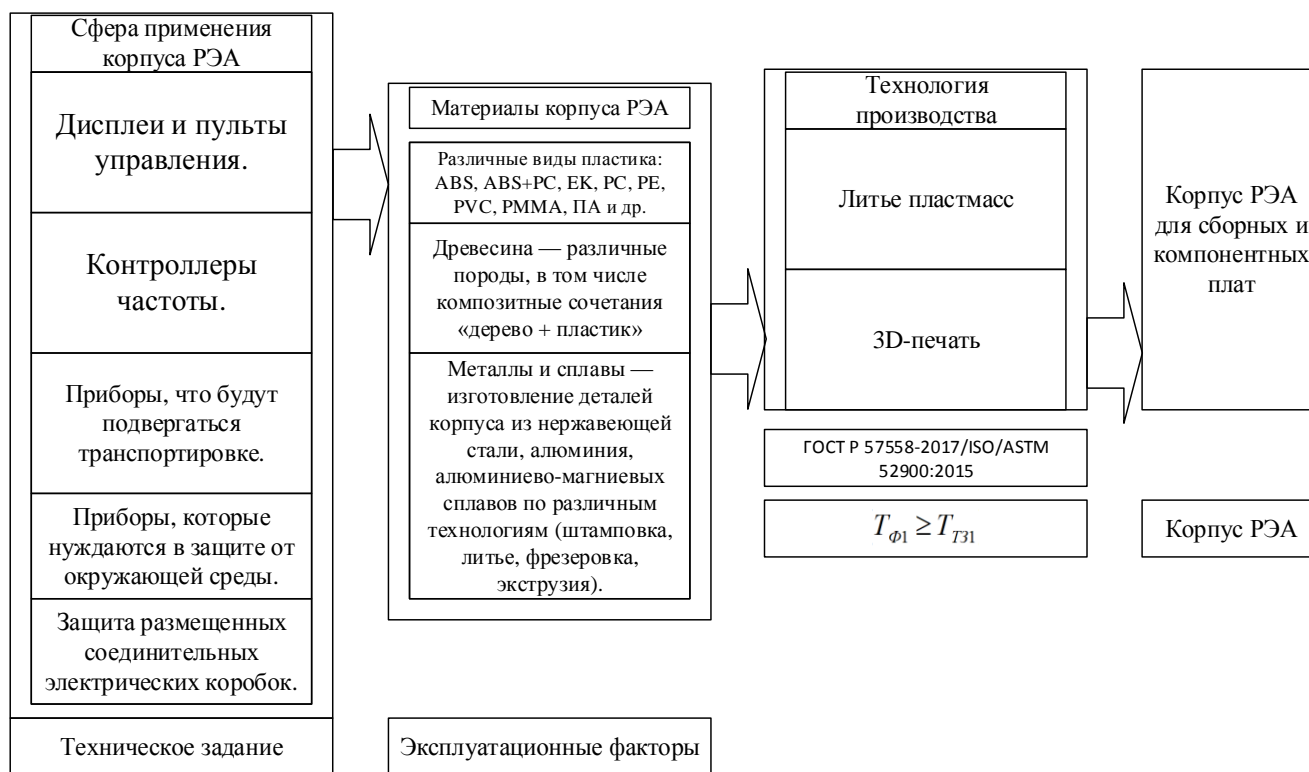 Сфера применения
корпуса РЭА
Дисплеи и пульты
управления.
Контроллеры
частоты.
Приборы, что будут
подвергаться
транспортировке.
Приборы, которые
нуждаются в защите от
окружающей среды.
Защита размещенных
соединительных
электрических коробок.
Техническое задание
Материалы корпуса РЭА
Различные виды пластика:
ABS, ABS+PC, EK, PC, PE,
PVC, PMMA, ПА и др.
Древесина — различные
породы, в том числе
композитные сочетания
«дерево + пластик»
Металлы и сплавы —
изготовление деталей
корпуса из нержавеющей
стали, алюминия,
алюминиево-магниевых
сплавов по различным
технологиям (штамповка,
литье, фрезеровка,
экструзия).
Эксплуатационные факторы
Технология
производства
Литье пластмасс
3D-печать
ГОСТ Р 57558-2017/ISO/ASTM
52900:2015
T_{Ф1} ≥ T_{ТЗ1}
Корпус РЭА
для сборных и
компонентных
плат
Корпус РЭА